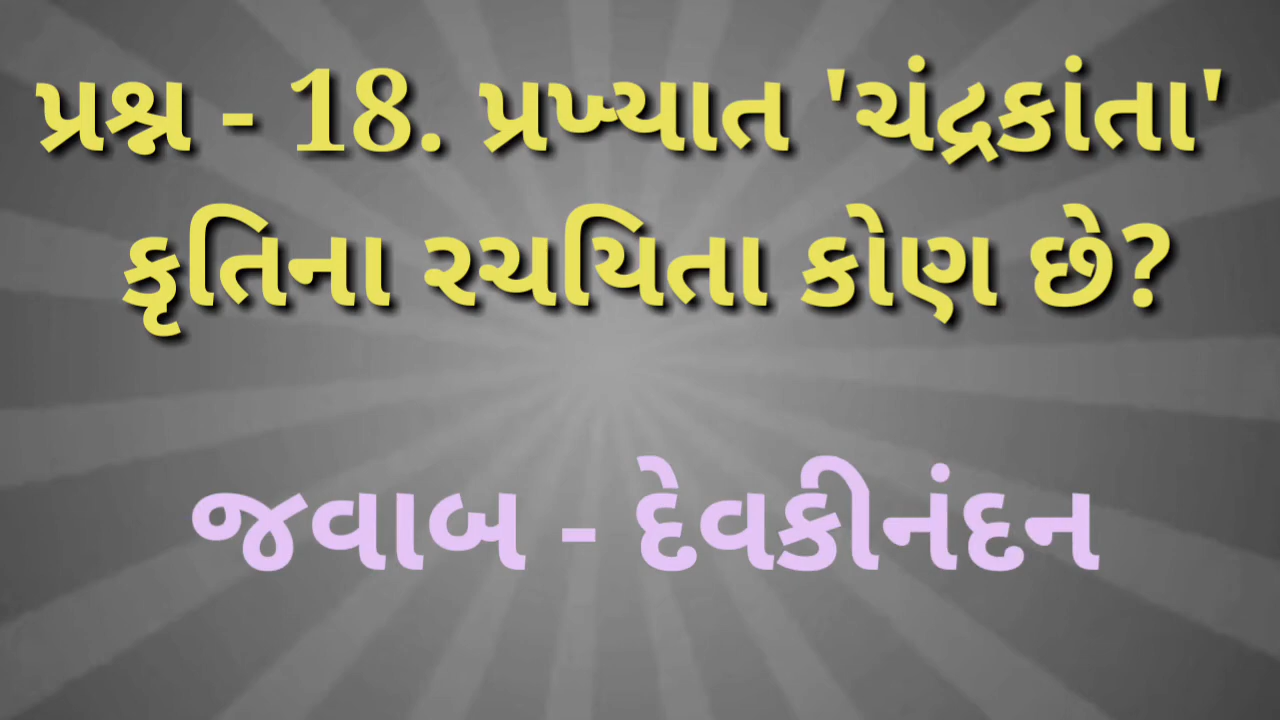 પ્રશ્ન - 18. પ્રખ્યાત 'ચંદ્રકાંતા'
કૃતિના રચયિતા કોણ છે?
જવાબ - દેવકીનંદન